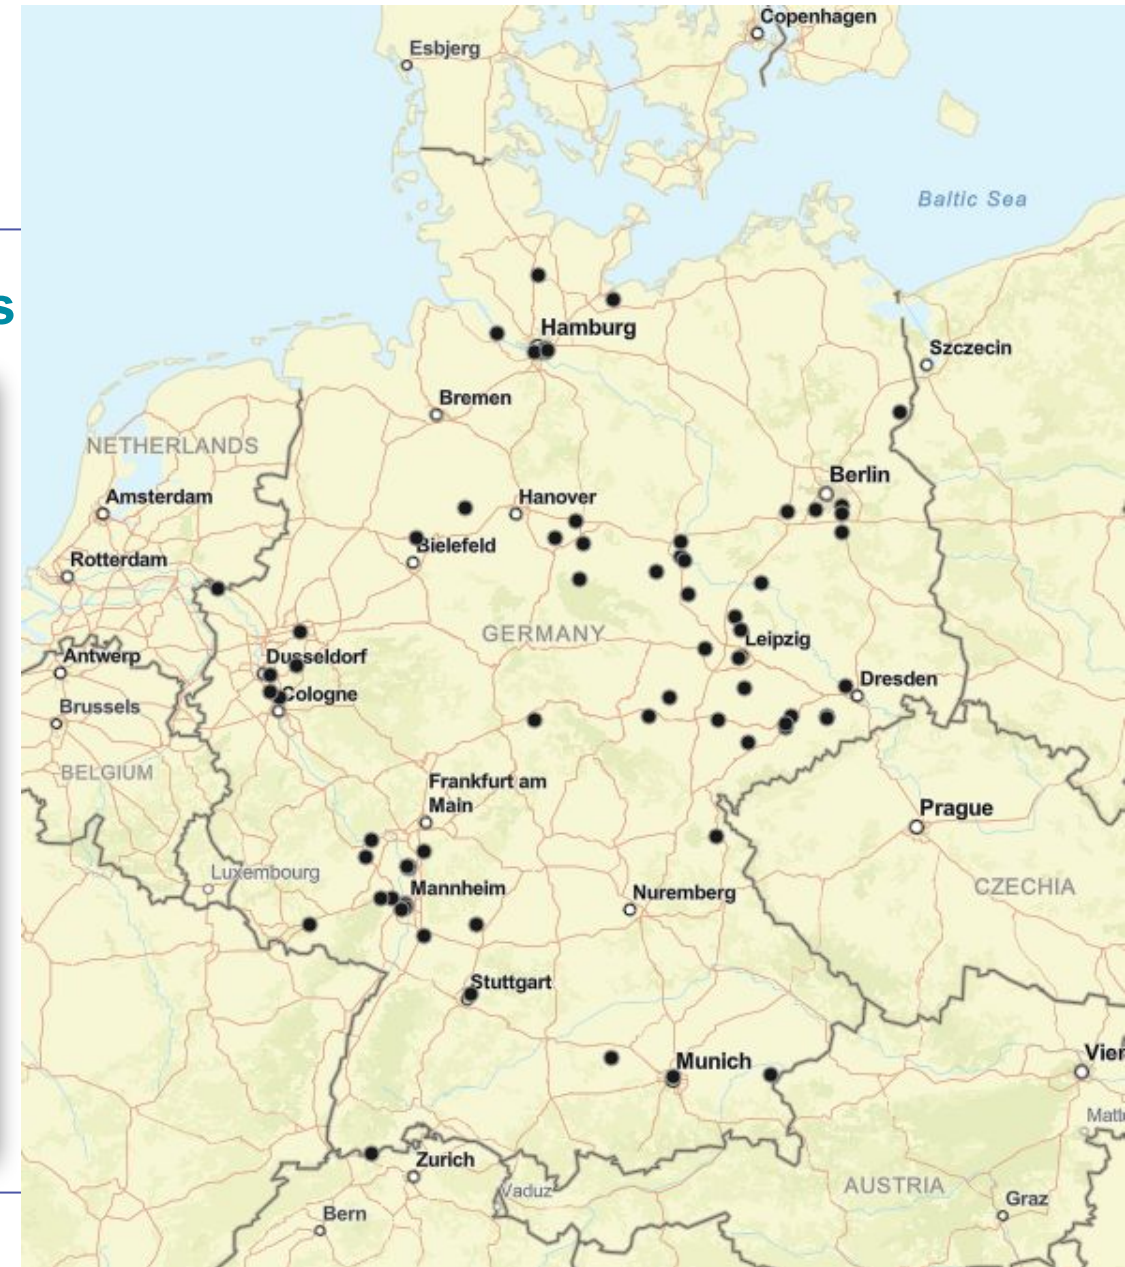 Copenhagen
Esbjerg
Baltic Sea
s
Hamburg
Szczecin
Bremen
NETHERLANDS
Berlin
Amsterdam
Hanover
Bielefeld
Rotterdam
GERMANY
Leipzig
Antwerp
Dusseldorf
Dresden
Cologne
Brussels
BELGIUM
Frankfurt am
Main
Prague
Luxembourg
Mannheim
Nuremberg
CZECHIA
Stuttgart
Munich
Vier
Matt
Zurich
AUSTRIA
Vaduz
Graz
Bern